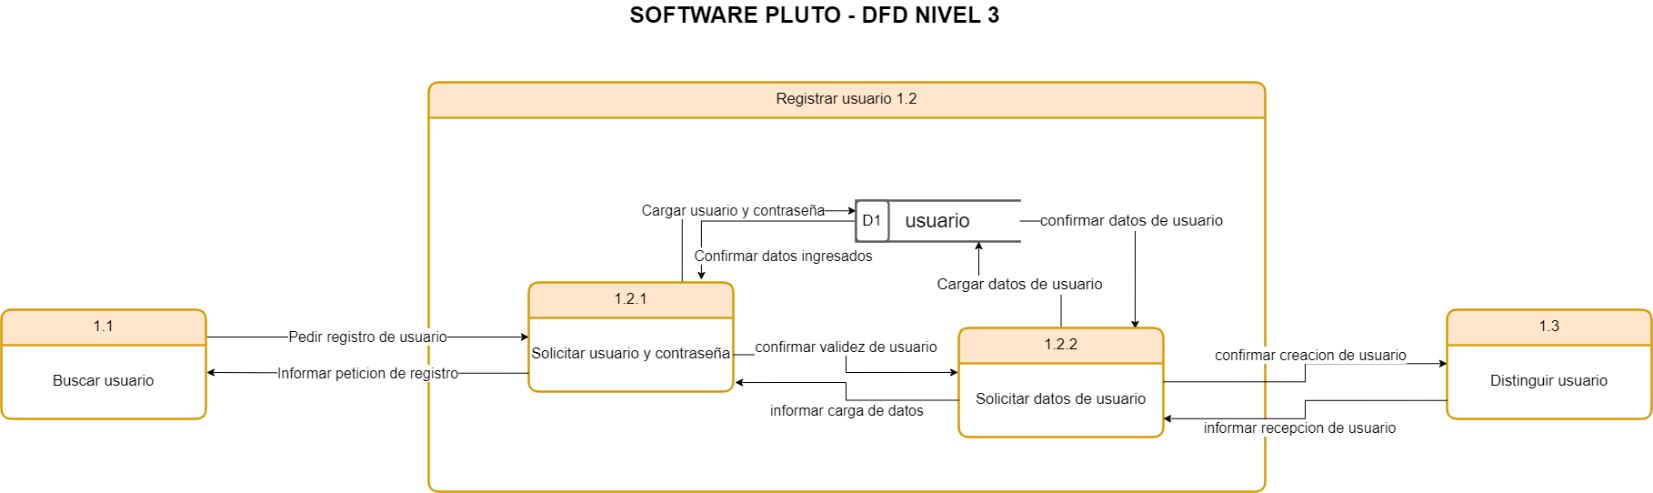 SOFTWARE PLUTO - DFD NIVEL 3
Registrar usuario 1.2
Cargar usuario y contraseña
D1
usuario
confirmar datos de usuario
Confirmar datos ingresados
Cargar datos de usuario
1.2.1
Solicitar usuario y contraseña
1.1
Buscar usuario
Pedir registro de usuario
Informar peticion de registro
confirmar validez de usuario
informar carga de datos
1.2.2
Solicitar datos de usuario
confirmar creacion de usuario
informar recepcion de usuario
1.3
Distinguir usuario